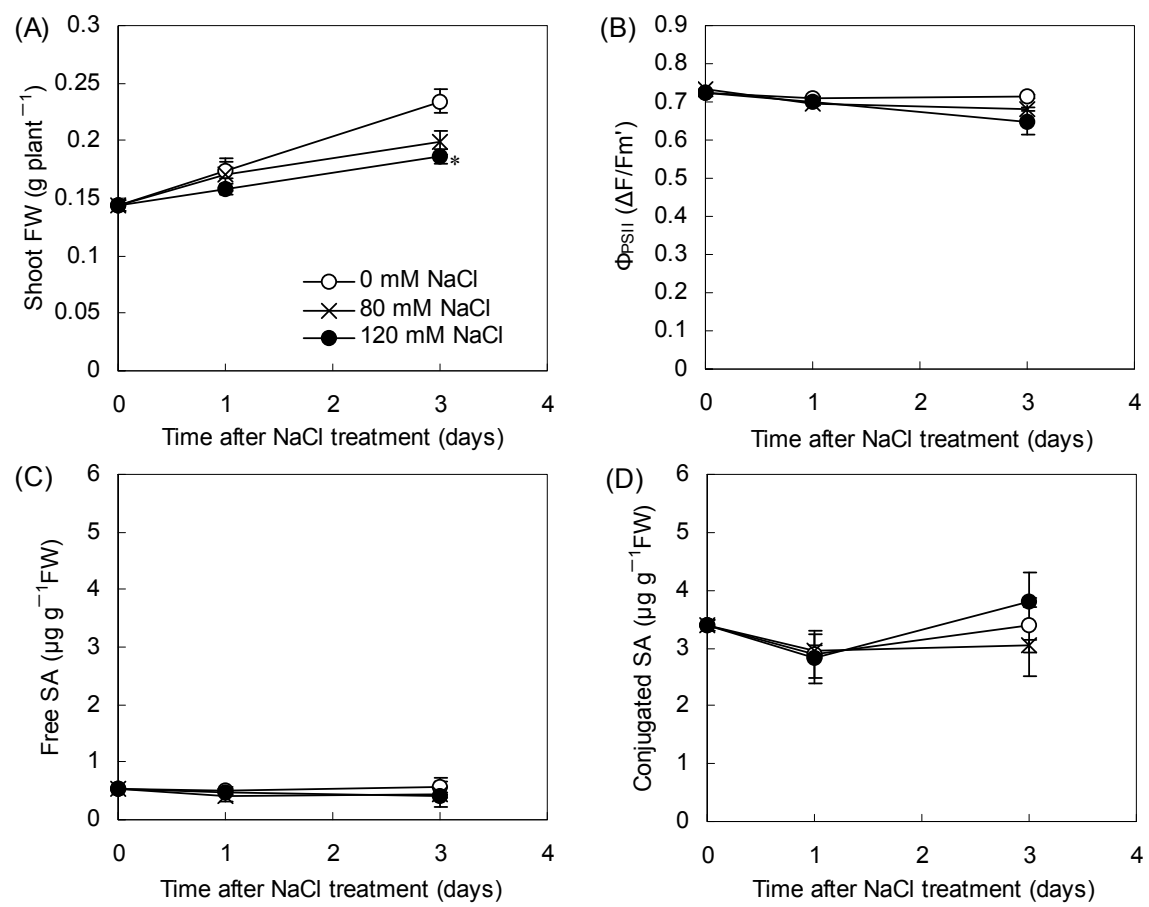 (A)
0.3
0.25
0.2
0.15
0.1
0.05
0
Shoot FW (g plant⁻¹)
0 mM NaCl
80 mM NaCl
120 mM NaCl
*
0 1 2 3 4
Time after NaCl treatment (days)
(B)
0.9
0.8
0.7
0.6
0.5
0.4
0.3
0.2
0.1
0
ΦPSII (ΔF/Fm')
0 1 2 3 4
Time after NaCl treatment (days)
(C)
6
5
4
3
2
1
0
Free SA (µg g⁻¹FW)
0 1 2 3 4
Time after NaCl treatment (days)
(D)
6
5
4
3
2
1
0
Conjugated SA (µg g⁻¹FW)
0 1 2 3 4
Time after NaCl treatment (days)